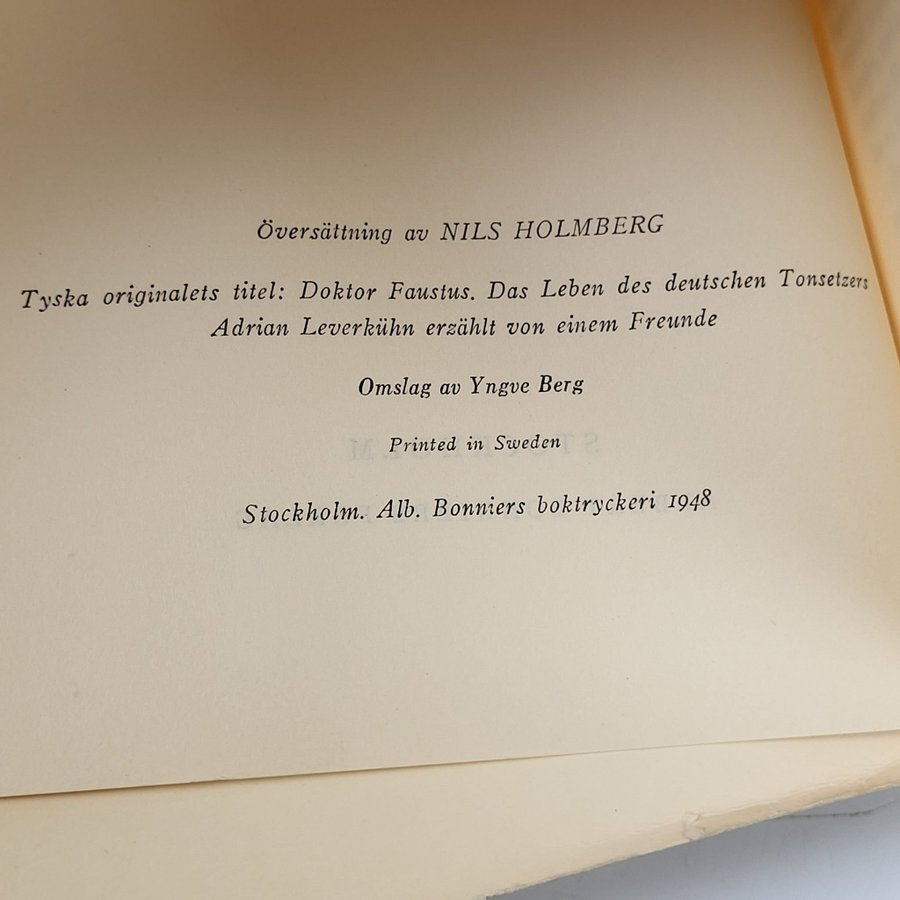 Översättning av NILS HOLMBERG
Tyska originalets titel: Doktor Faustus. Das Leben des deutschen Tonsetzers
Adrian Leverkühn erzählt von einem Freunde
Omslag av Yngve Berg
Printed in Sweden
Stockholm. Alb. Bonniers boktryckeri 1948